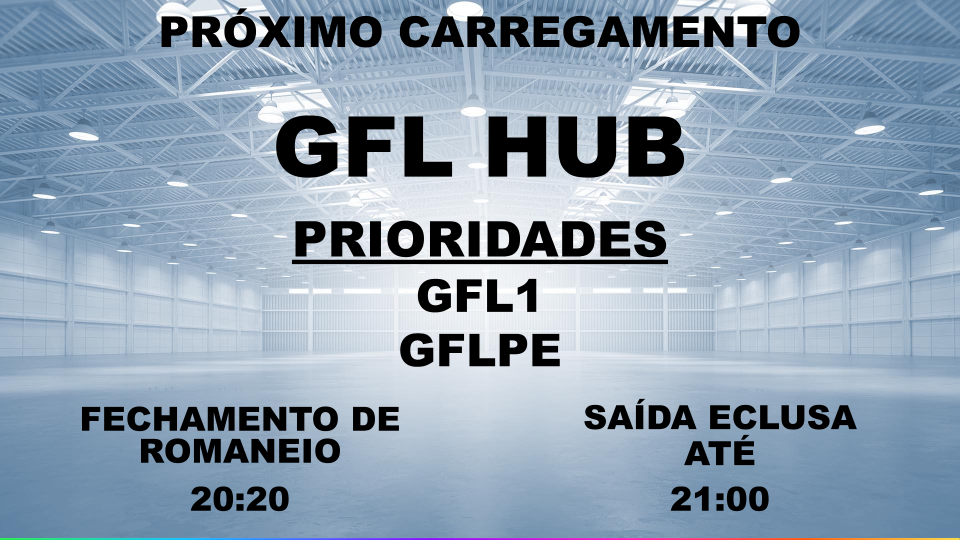 PRÓXIMO CARREGAMENTO
GFL HUB
PRIORIDADES
GFL1
GFLPE
FECHAMENTO DE
ROMANEIO
20:20
SAÍDA ECLUSA
ATÉ
21:00